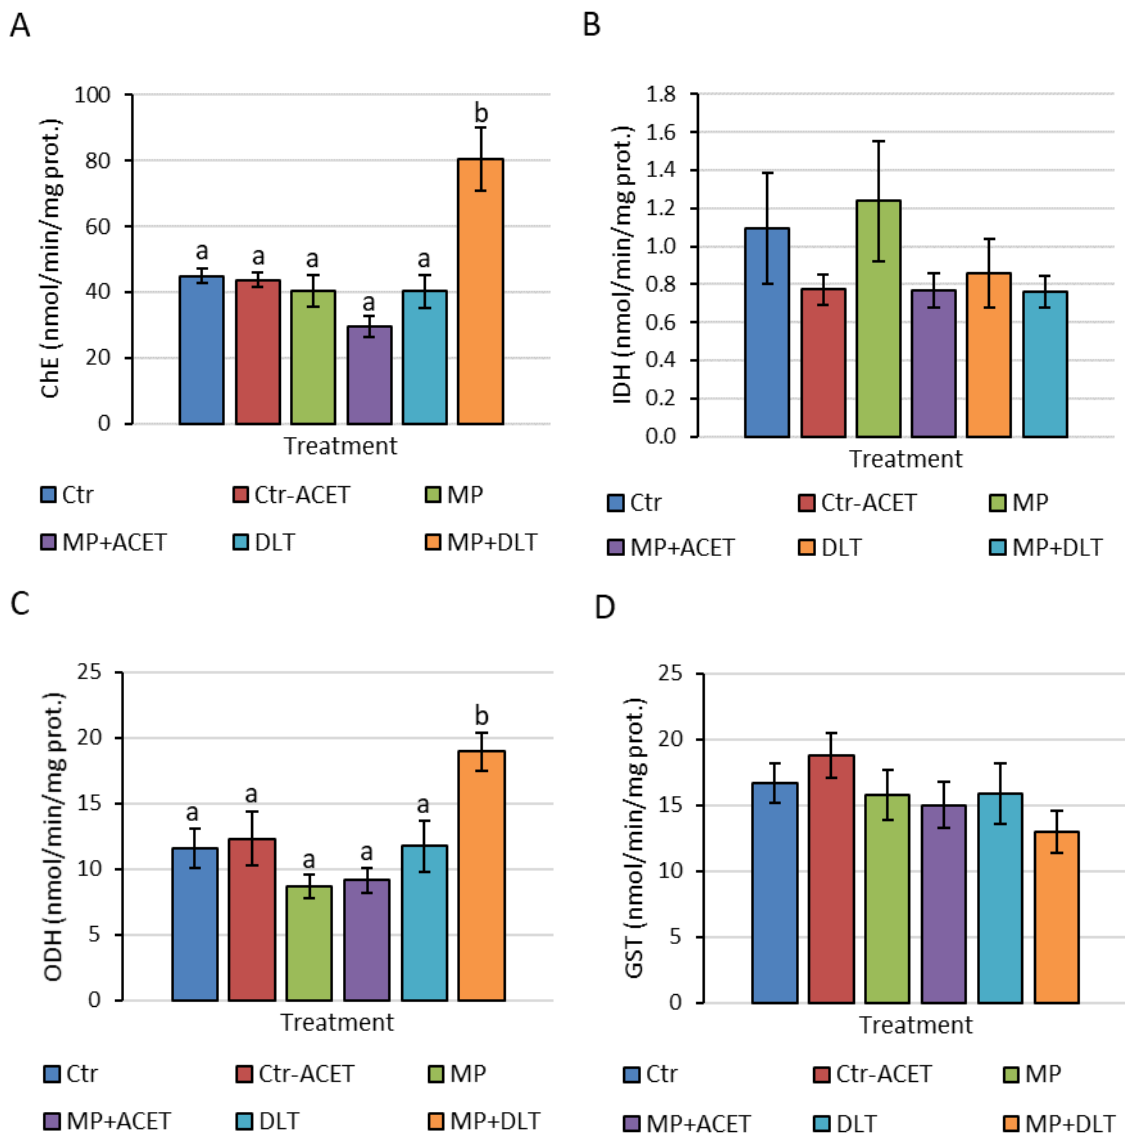 A
ChE (nmol/min/mg prot.)
100
80
60
40
20
0
a
a
a
a
a
b
Treatment
Ctr
Ctr-ACET
MP
MP+ACET
DLT
MP+DLT
B
IDH (nmol/min/mg prot.)
1.8
1.6
1.4
1.2
1.0
0.8
0.6
0.4
0.2
0.0
Treatment
Ctr
Ctr-ACET
MP
MP+ACET
DLT
MP+DLT
C
ODH (nmol/min/mg prot.)
25
20
15
10
5
0
a
a
a
a
a
b
Treatment
Ctr
Ctr-ACET
MP
MP+ACET
DLT
MP+DLT
D
GST (nmol/min/mg prot.)
25
20
15
10
5
0
Treatment
Ctr
Ctr-ACET
MP
MP+ACET
DLT
MP+DLT